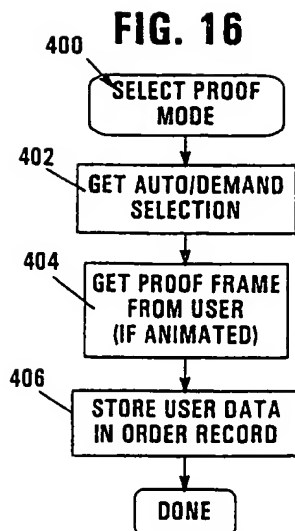 FIG. 16
400
SELECT PROOF
MODE
402
GET AUTO/DEMAND
SELECTION
404
GET PROOF FRAME
FROM USER
(IF ANIMATED)
406
STORE USER DATA
IN ORDER RECORD
DONE